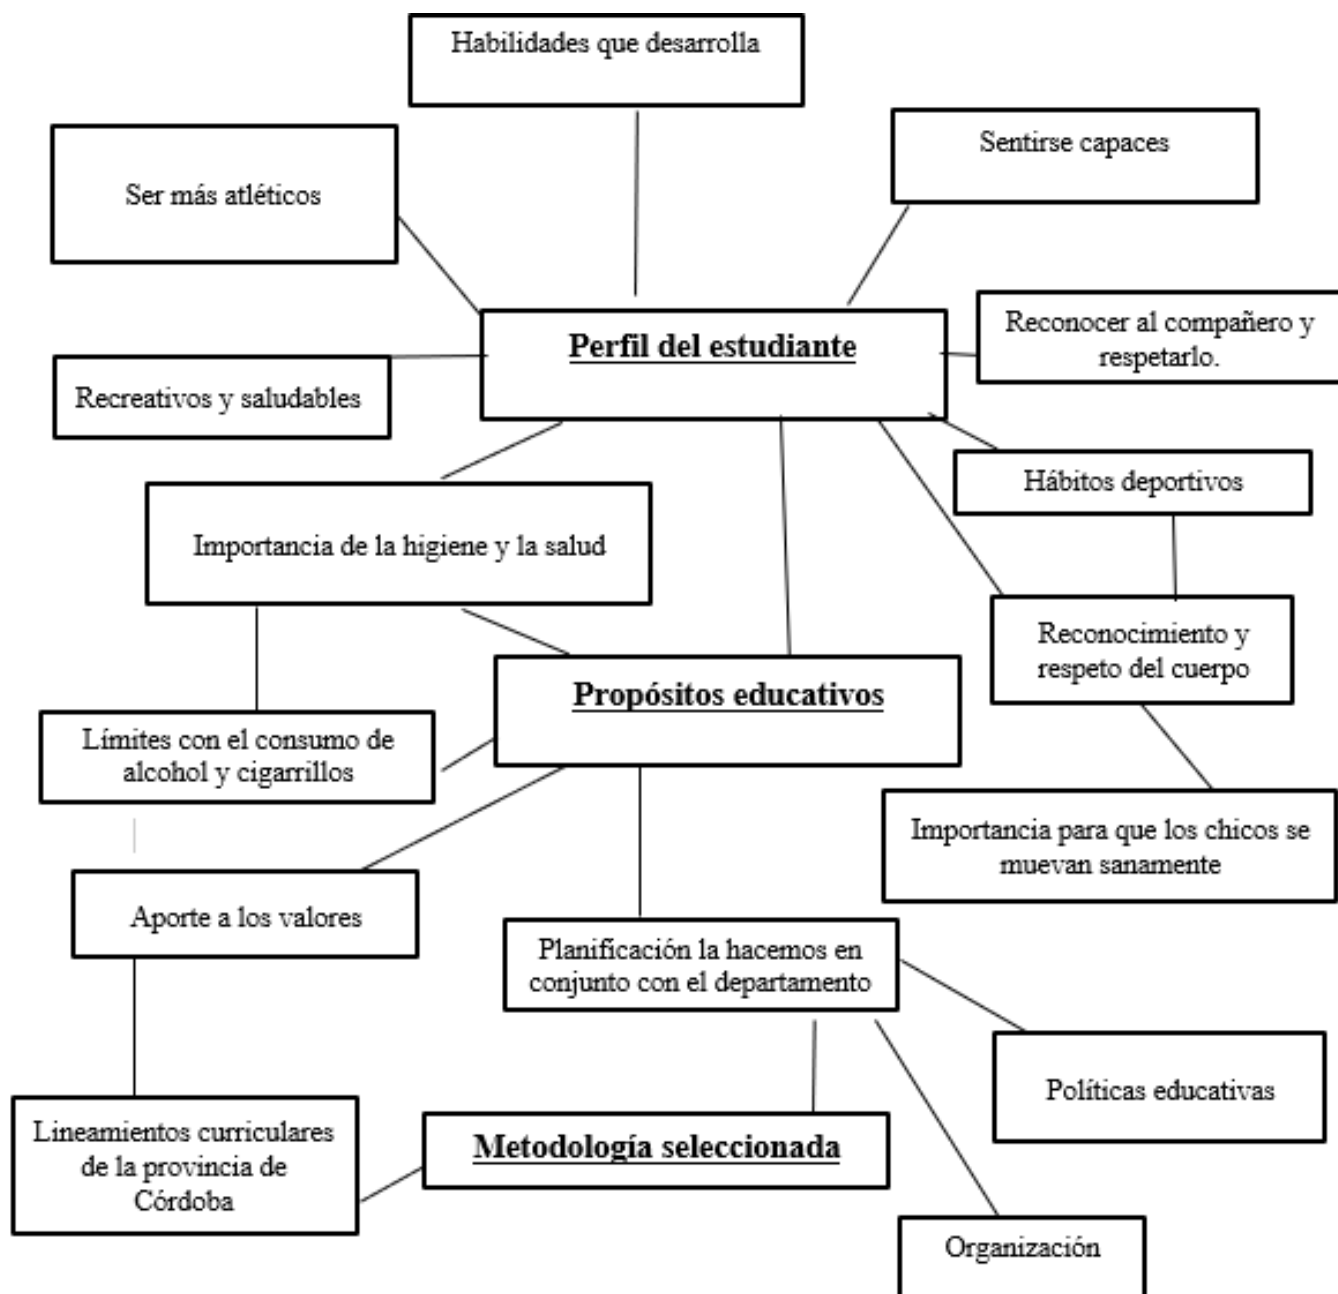 Habilidades que desarrolla
Sentirse capaces
Ser más atléticos
Reconocer al compañero y
respetarlo.
Perfil del estudiante
Recreativos y saludables
Hábitos deportivos
Importancia de la higiene y la salud
Reconocimiento y
respeto del cuerpo
Propósitos educativos
Límites con el consumo de
alcohol y cigarrillos
Importancia para que los chicos se
muevan sanamente
Aporte a los valores
Planificación la hacemos en
conjunto con el departamento
Políticas educativas
Lineamientos curriculares
de la provincia de
Córdoba
Metodología seleccionada
Organización